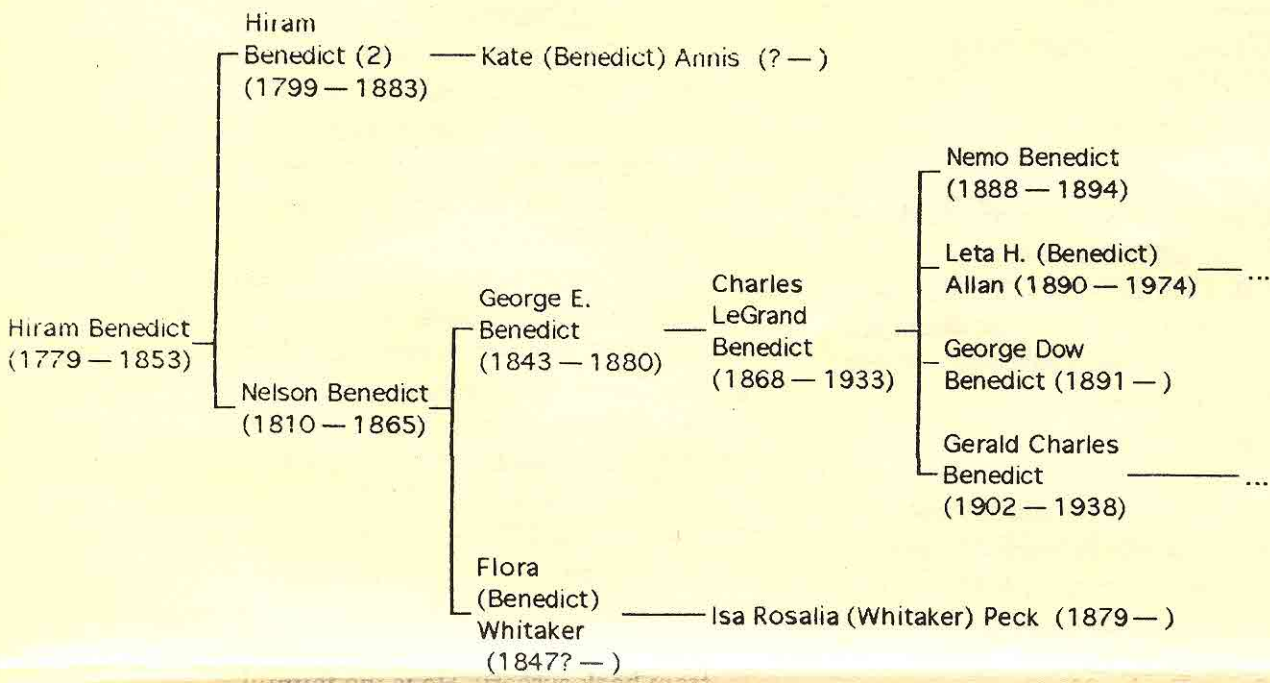 Hiram
Benedict (2)
(1799 — 1883)
Kate (Benedict) Annis (? — )
Hiram Benedict
(1779 — 1853)
Nelson Benedict
(1810 — 1865)
George E.
Benedict
(1843 — 1880)
Charles
LeGrand
Benedict
(1868 — 1933)
Nemo Benedict
(1888 — 1894)
Leta H. (Benedict)
Allan (1890 — 1974)
...
George Dow
Benedict (1891 — )
Gerald Charles
Benedict
(1902 — 1938)
...
Flora
(Benedict)
Whitaker
(1847? — )
Isa Rosalia (Whitaker) Peck (1879 — )